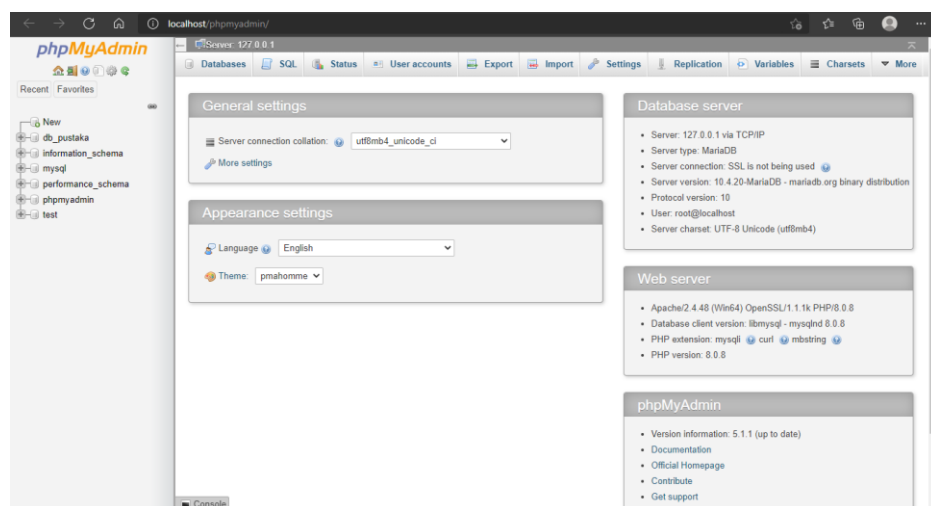 localhost/phpmyadmin/
phpMyAdmin
Recent Favorites
New
db_pustaka
information_schema
mysql
performance_schema
phpmyadmin
test
Server: 127.0.0.1
Databases SQL Status User accounts Export Import Settings Replication Variables Charsets More
General settings
Server connection collation: utf8mb4_unicode_ci
More settings
Appearance settings
Language English
Theme: pmahomme
Database server
Server: 127.0.0.1 via TCP/IP
Server type: MariaDB
Server connection: SSL is not being used
Server version: 10.4.20-MariaDB - mariadb.org binary distribution
Protocol version: 10
User: root@localhost
Server charset: UTF-8 Unicode (utf8mb4)
Web server
Apache/2.4.48 (Win64) OpenSSL/1.1.1k PHP/8.0.8
Database client version: libmysql - mysqlnd 8.0.8
PHP extension: mysqli curl mbstring
PHP version: 8.0.8
phpMyAdmin
Version information: 5.1.1 (up to date)
Documentation
Official Homepage
Contribute
Get support
Console